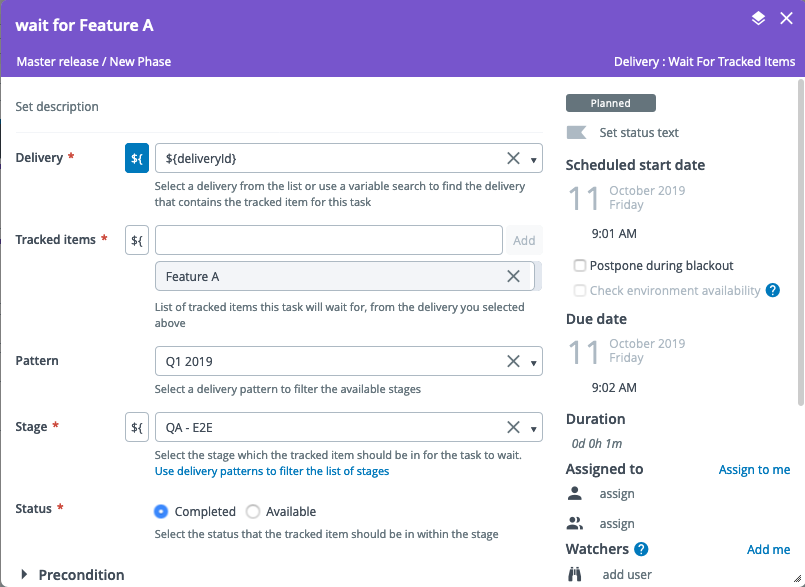 wait for Feature A
Master release / New Phase
Delivery : Wait For Tracked Items
Set description
Delivery *
${
${deliveryId}
Select a delivery from the list or use a variable search to find the delivery
that contains the tracked item for this task
Tracked items *
${
Add
Feature A
List of tracked items this task will wait for, from the delivery you selected
above
Pattern
Q1 2019
Select a delivery pattern to filter the available stages
Stage *
${
QA - E2E
Select the stage which the tracked item should be in for the task to wait.
Use delivery patterns to filter the list of stages
Status *
Completed
Available
Select the status that the tracked item should be in within the stage
Precondition
Planned
Set status text
Scheduled start date
11
October 2019
Friday
9:01 AM
Postpone during blackout
Check environment availability ?
Due date
11
October 2019
Friday
9:02 AM
Duration
0d 0h 1m
Assigned to
Assign to me
assign
assign
Watchers ?
Add me
add user